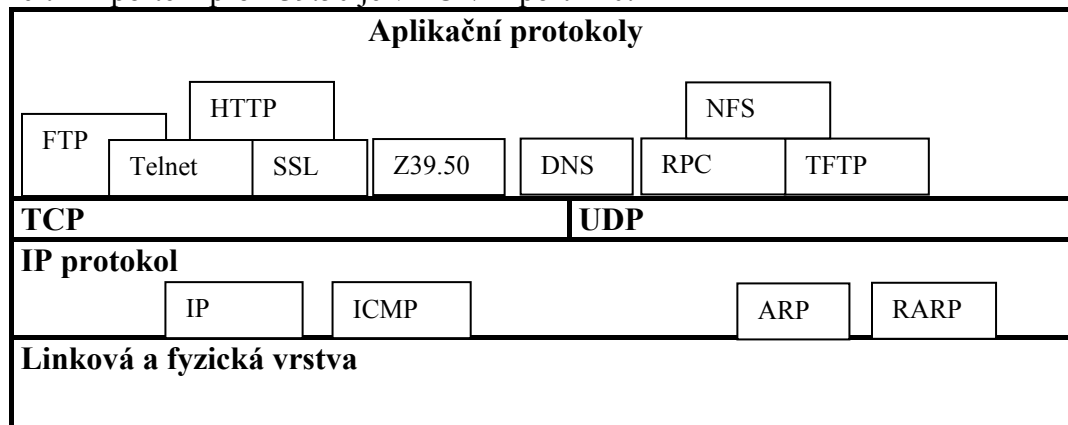 Aplikační protokoly
HTTP NFS
FTP
Telnet SSL Z39.50 DNS RPC TFTP
TCP UDP
IP protokol
IP ICMP ARP RARP
Linková a fyzická vrstva